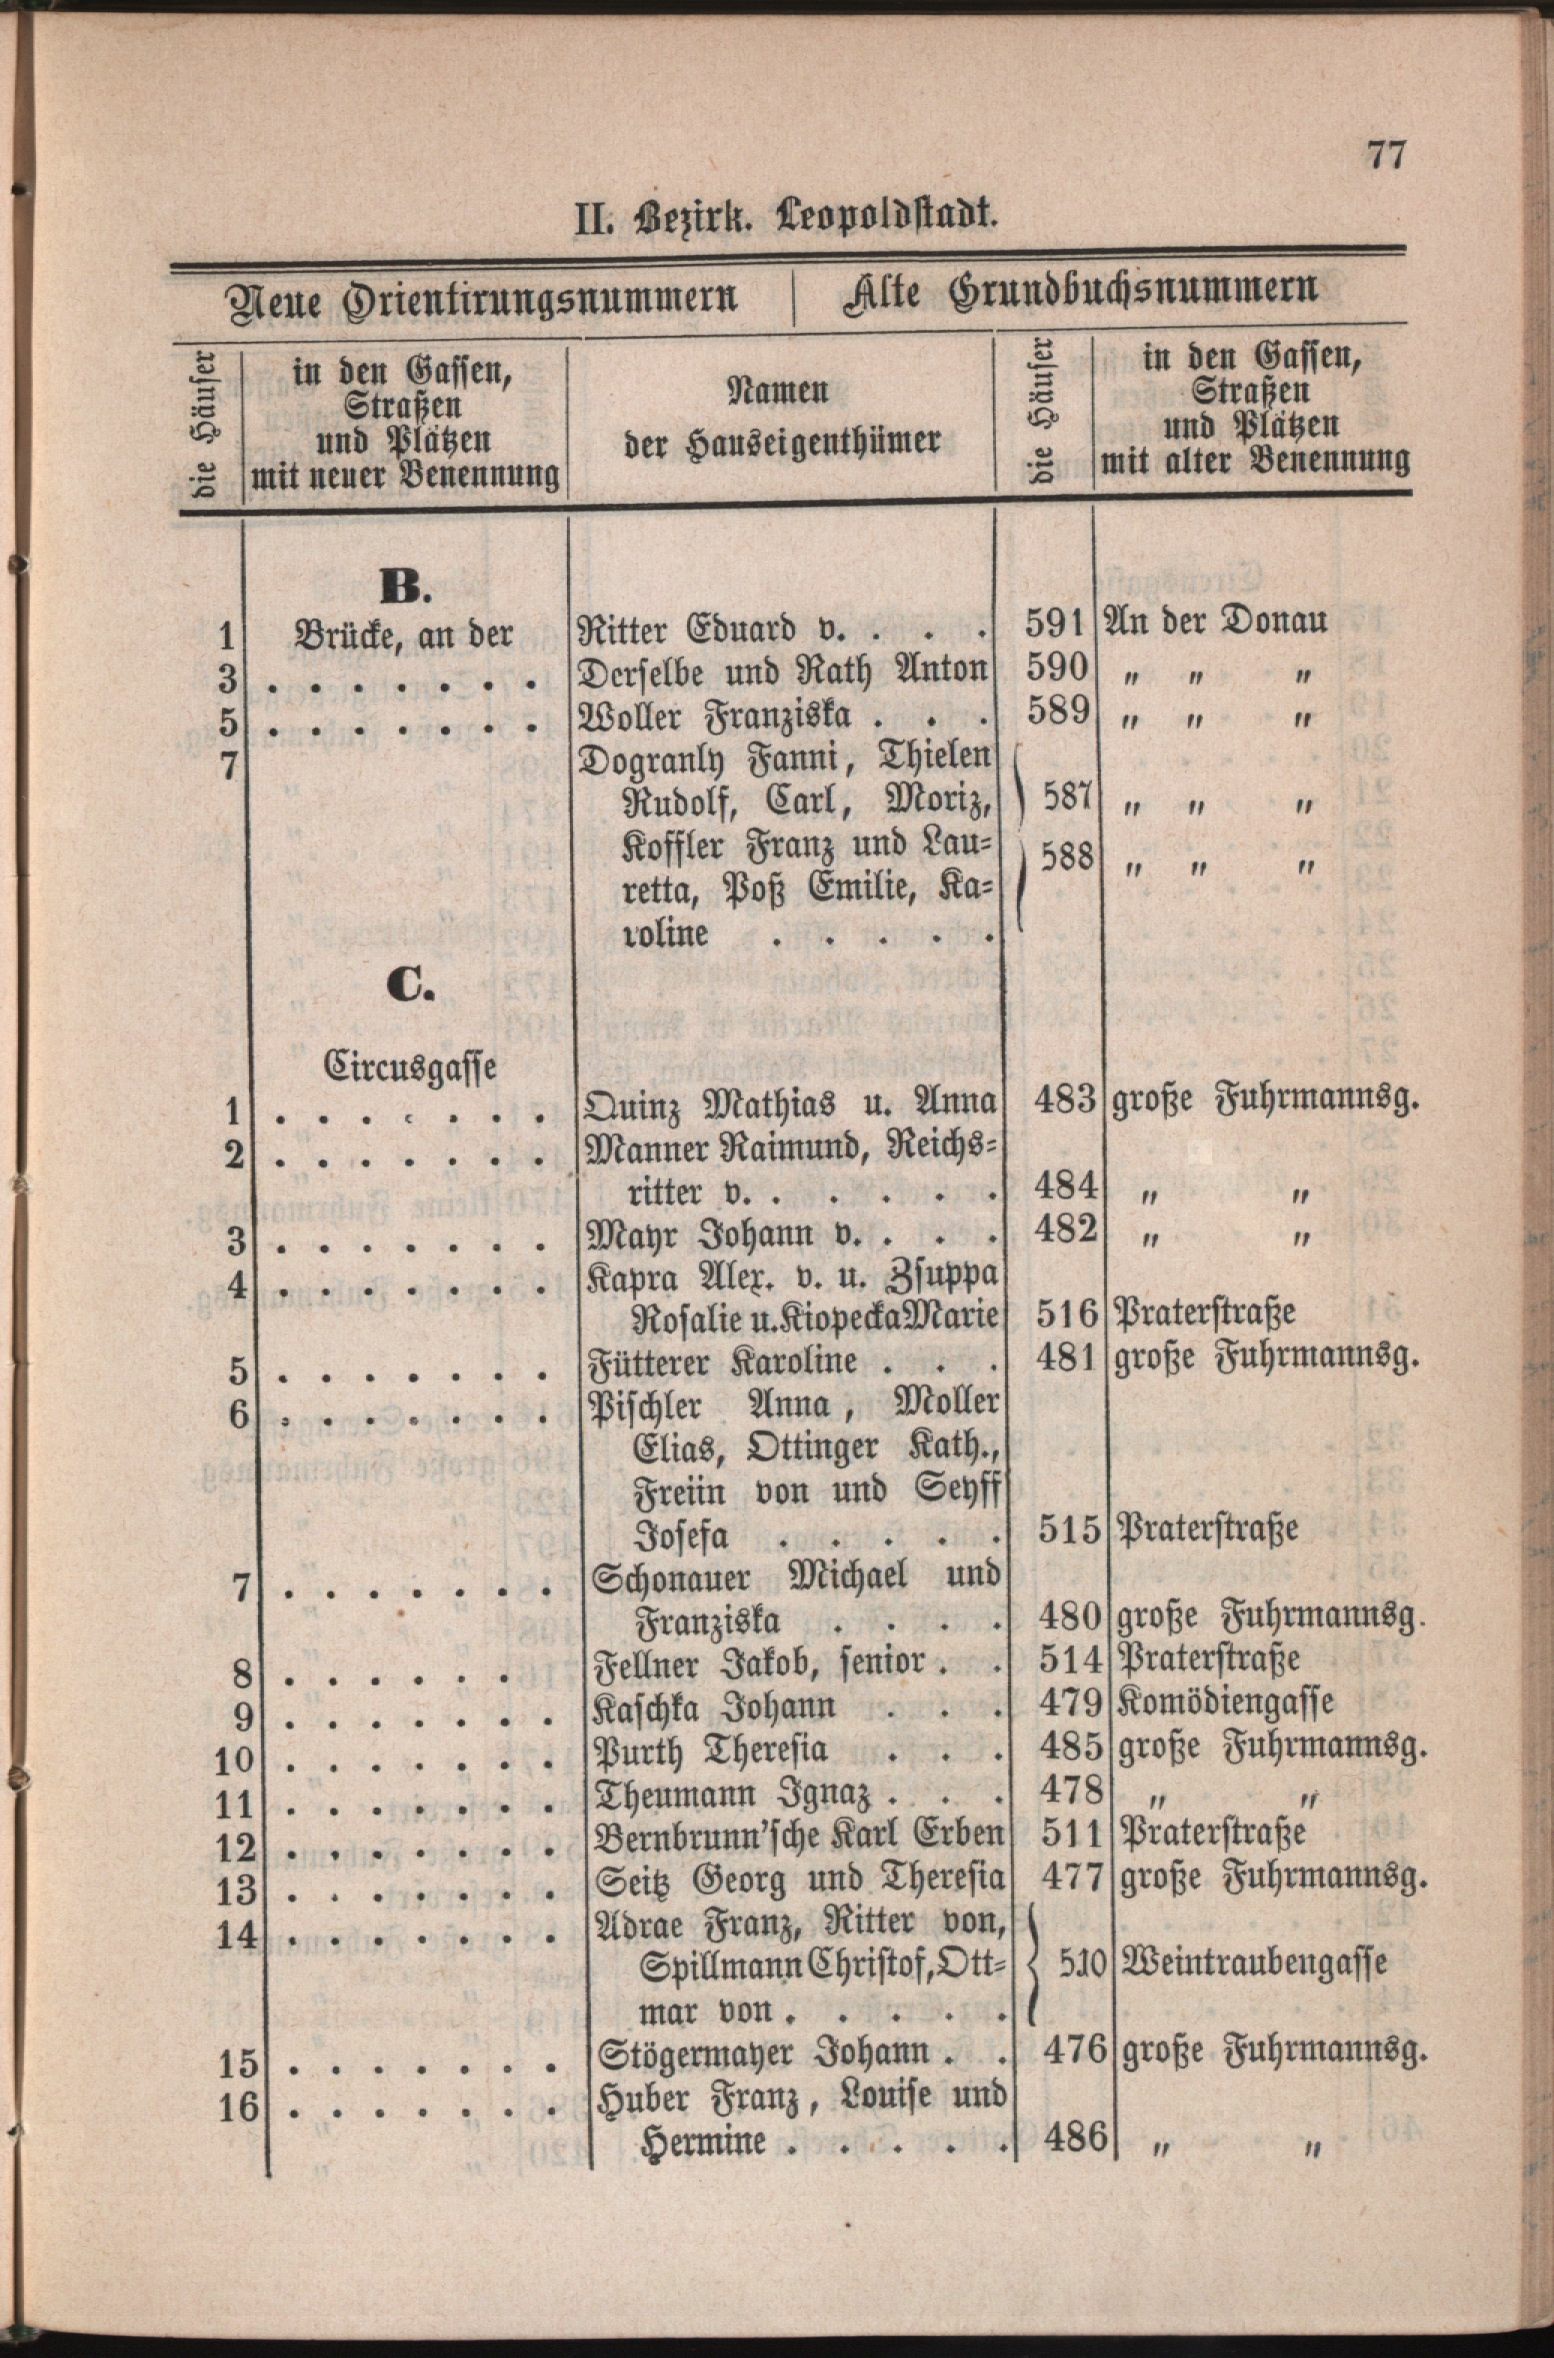 77
II. Bezirk. Leopoldstadt.
Neue Orientirungsnummern | Alte Grundbuchsnummern
die Häuser
in den Gassen,
Straßen
und Plätzen
mit neuer Benennung
Namen
der Hauseigenthümer
die Häuser
in den Gassen,
Straßen
und Plätzen
mit alter Benennung
B.
1 Brücke, an der Ritter Eduard v. . . . 591 An der Donau
3 . . . . . . . Derselbe und Rath Anton 590 „ „ „
5 . . . . . . . Woller Franziska . . . 589 „ „ „
7 Dogranly Fanni, Thielen
Rudolf, Carl, Moriz, 587 „ „ „
Koffler Franz und Lau- 588 „ „ „
retta, Poß Emilie, Ka-
roline . . . . .
C.
Circusgasse
1 . . . . . . . Quinz Mathias u. Anna 483 große Fuhrmannsg.
2 . . . . . . . Manner Raimund, Reichs-
ritter v. . . . . . 484 „ „
3 . . . . . . . Mayr Johann v. . . . 482 „ „
4 . . . . . . . Kapra Alex. v. u. Zsuppa
Rosalie u. Kiopecka Marie 516 Praterstraße
5 . . . . . . . Fütterer Karoline . . . 481 große Fuhrmannsg.
6 . . . . . . . Pischler Anna, Moller
Elias, Ottinger Kath.,
Freiin von und Seyff
Josefa . . . . . 515 Praterstraße
7 . . . . . . . Schonauer Michael und
Franziska . . . . 480 große Fuhrmannsg.
8 . . . . . . Fellner Jakob, senior . . 514 Praterstraße
9 . . . . . . . Kaschka Johann . . . 479 Komödiengasse
10 . . . . . . . Purth Theresia . . . 485 große Fuhrmannsg.
11 . . . . . . . Theumann Ignaz . . . 478 „ „
12 . . . . . . . Bernbrunn'sche Karl Erben 511 Praterstraße
13 . . . . . . . Seitz Georg und Theresia 477 große Fuhrmannsg.
14 . . . . . . . Adrae Franz, Ritter von,
Spillmann Christof, Ott- 510 Weintraubengasse
mar von . . . . .
15 . . . . . . . Stögermayer Johann . . 476 große Fuhrmannsg.
16 . . . . . . . Huber Franz, Louise und
Hermine . . . . . 486 „ „